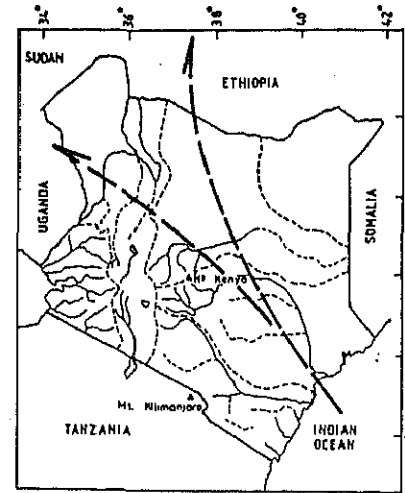 34°
36°
38°
40°
42°
SUDAN
ETHIOPIA
UGANDA
SOMALIA
Mt. Kenya
Mt. Kilimanjaro
TANZANIA
INDIAN
OCEAN